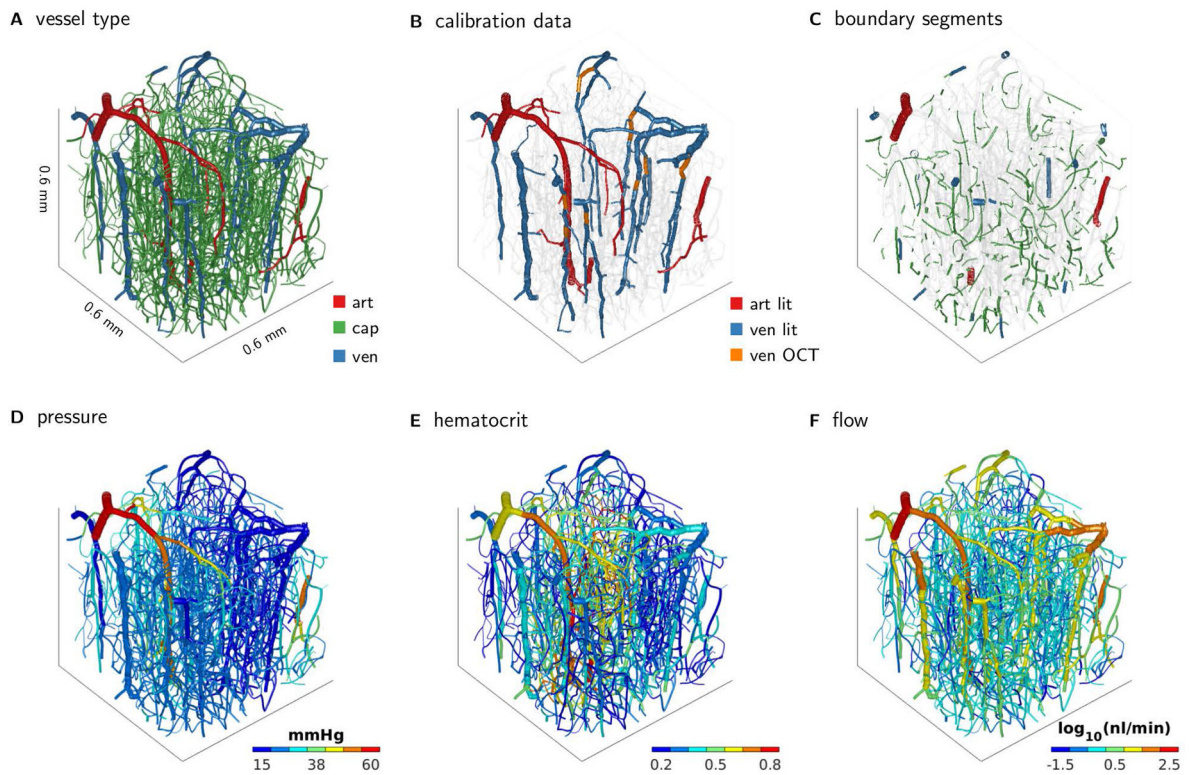 A vessel type
B calibration data
C boundary segments
0.6 mm
0.6 mm
0.6 mm
art
cap
ven
art lit
ven lit
ven OCT
D pressure
E hematocrit
F flow
mmHg
15 38 60
0.2 0.5 0.8
log10(nl/min)
-1.5 0.5 2.5